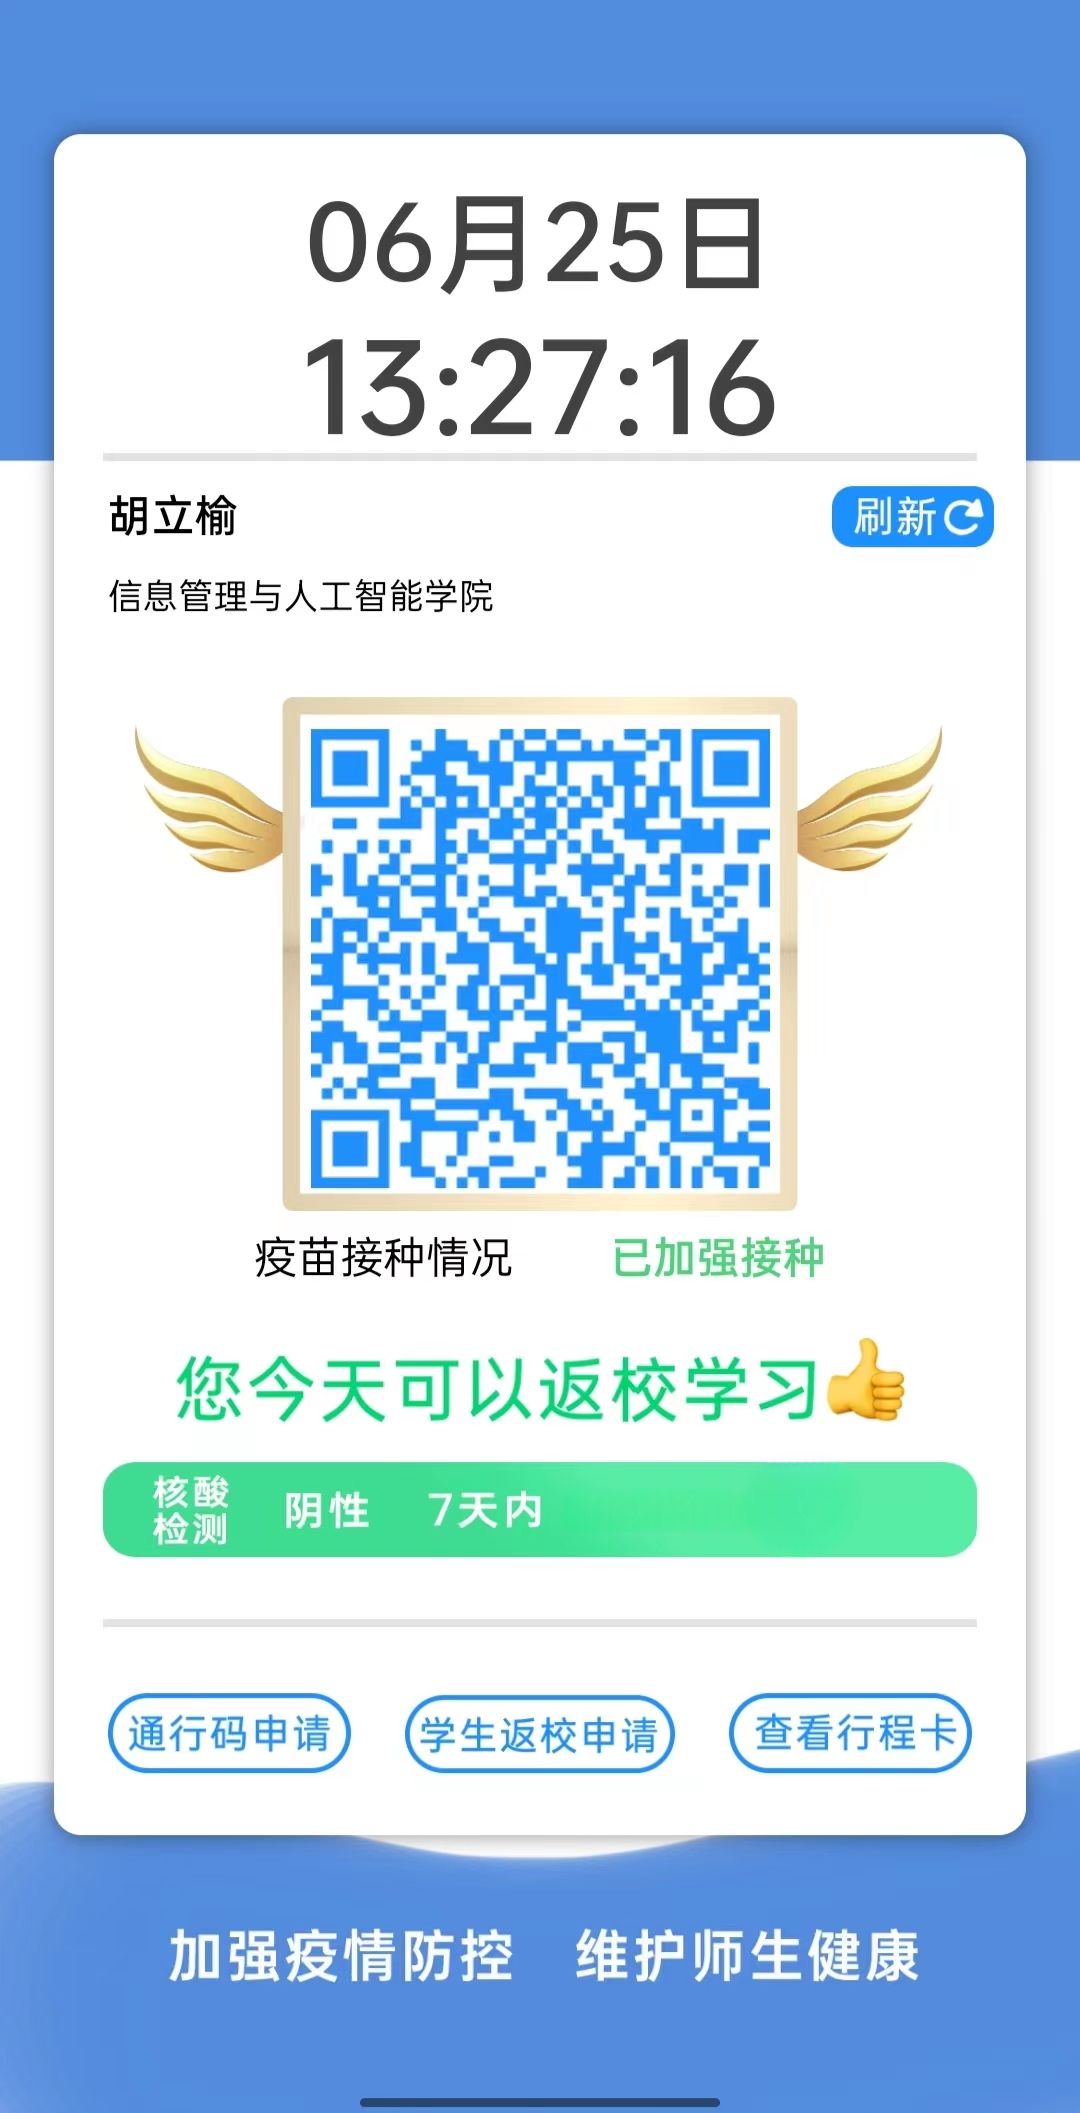 06月25日
13:27:16
胡立榆
刷新
信息管理与人工智能学院
疫苗接种情况 已加强接种
您今天可以返校学习👍
核酸检测 阴性 7天内
通行码申请 学生返校申请 查看行程卡
加强疫情防控 维护师生健康